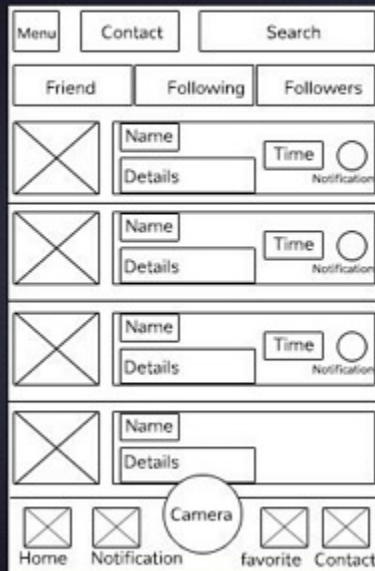 Menu Contact Search
Friend Following Followers
Name
Time
Details
Notification
Name
Time
Details
Notification
Name
Time
Details
Notification
Name
Details
Camera
Home Notification favorite Contact